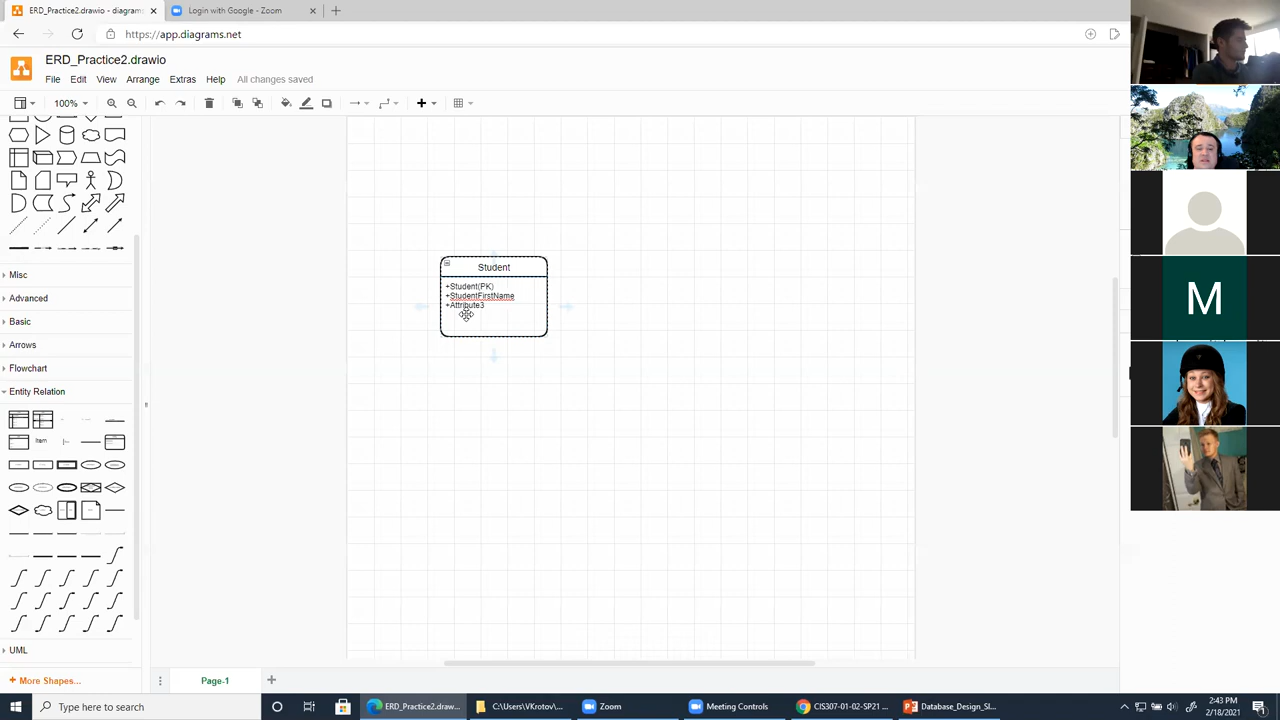 ERD_Practice2.drawio - diagrams
Login with Google - Zoom
https://app.diagrams.net
ERD_Practice2.drawio
File Edit View Arrange Extras Help All changes saved
100%
Student
+Student(PK)
+StudentFirstName
+Attribute3
Misc
Advanced
Basic
Arrows
Flowchart
Entity Relation
UML
+ More Shapes...
Page-1
M
Type here to search
ERD_Practice2.draw...
C:\Users\VKrotov\...
Zoom
Meeting Controls
CIS307-01-02-SP21 ...
Database_Design_Sl...
2:43 PM
2/18/2021